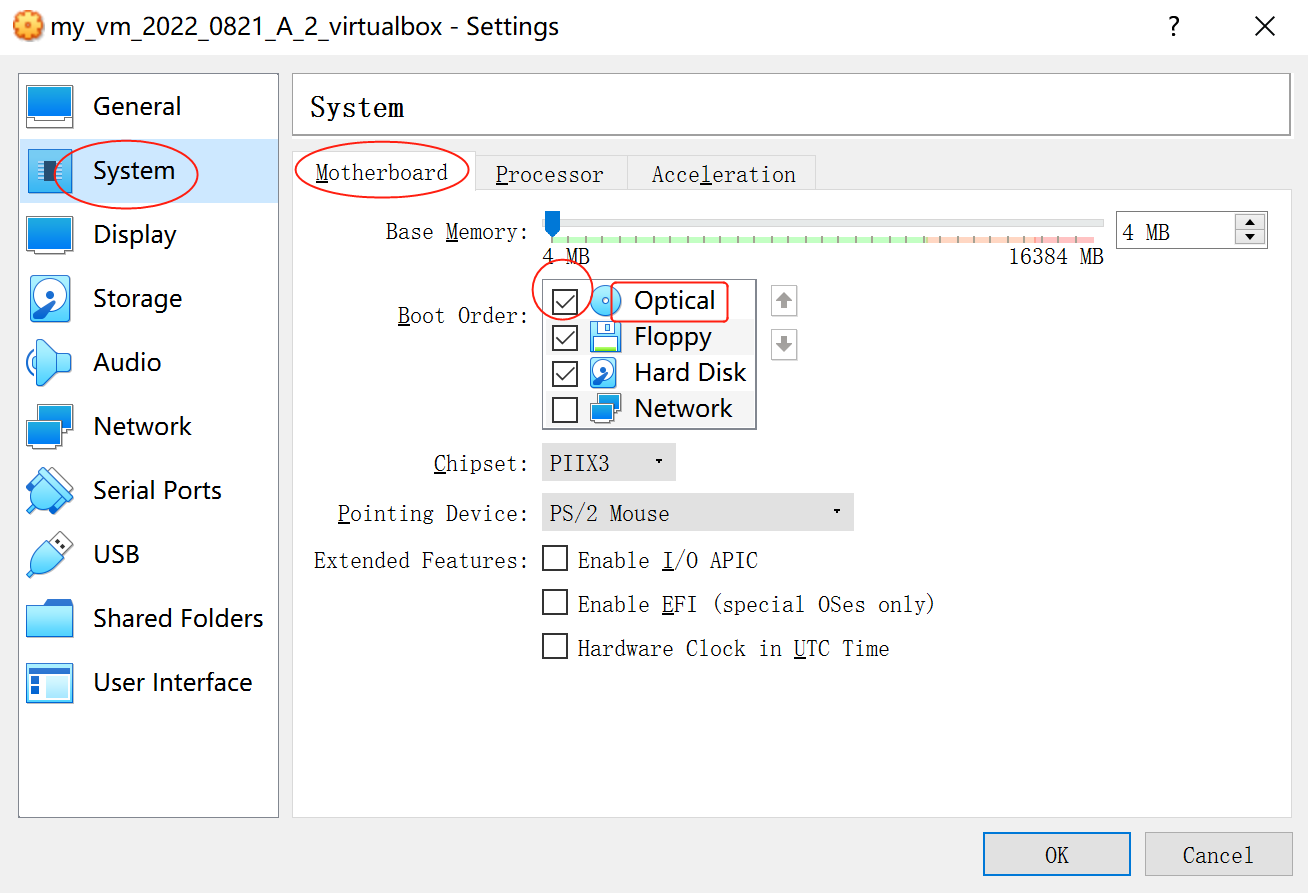 my_vm_2022_0821_A_2_virtualbox - Settings
?
General
System
Display
Storage
Audio
Network
Serial Ports
USB
Shared Folders
User Interface
System
Motherboard Processor Acceleration
Base Memory: 4 MB
4 MB 16384 MB
Boot Order: Optical
Floppy
Hard Disk
Network
Chipset: PIIX3
Pointing Device: PS/2 Mouse
Extended Features: Enable I/O APIC
Enable EFI (special OSes only)
Hardware Clock in UTC Time
OK Cancel